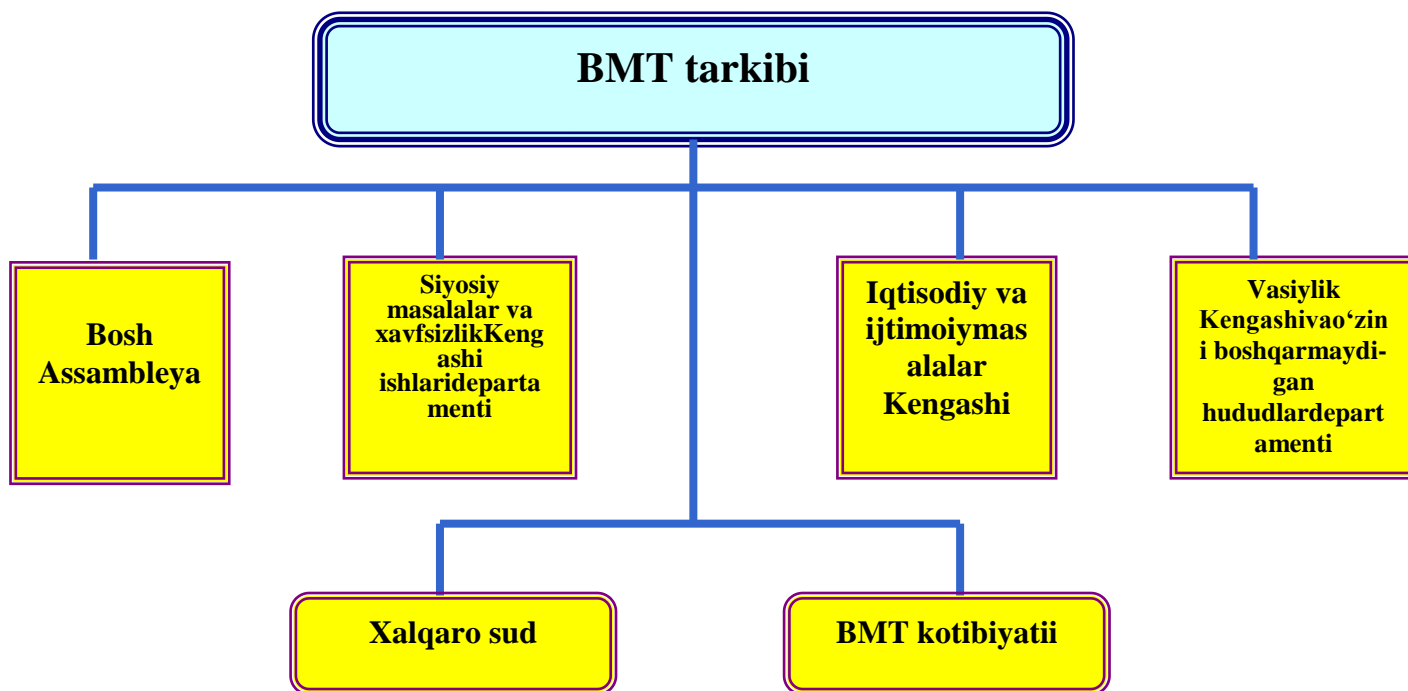 BMT tarkibi
Bosh
Assambleya
Siyosiy
masalalar va
xavfsizlikKeng
ashi
ishlarideparta
menti
Iqtisodiy va
ijtimoiymas
alalar
Kengashi
Vasiylik
Kengashivao‘zin
i boshqarmaydi-
gan
hududlardepart
amenti
Xalqaro sud
BMT kotibiyatii